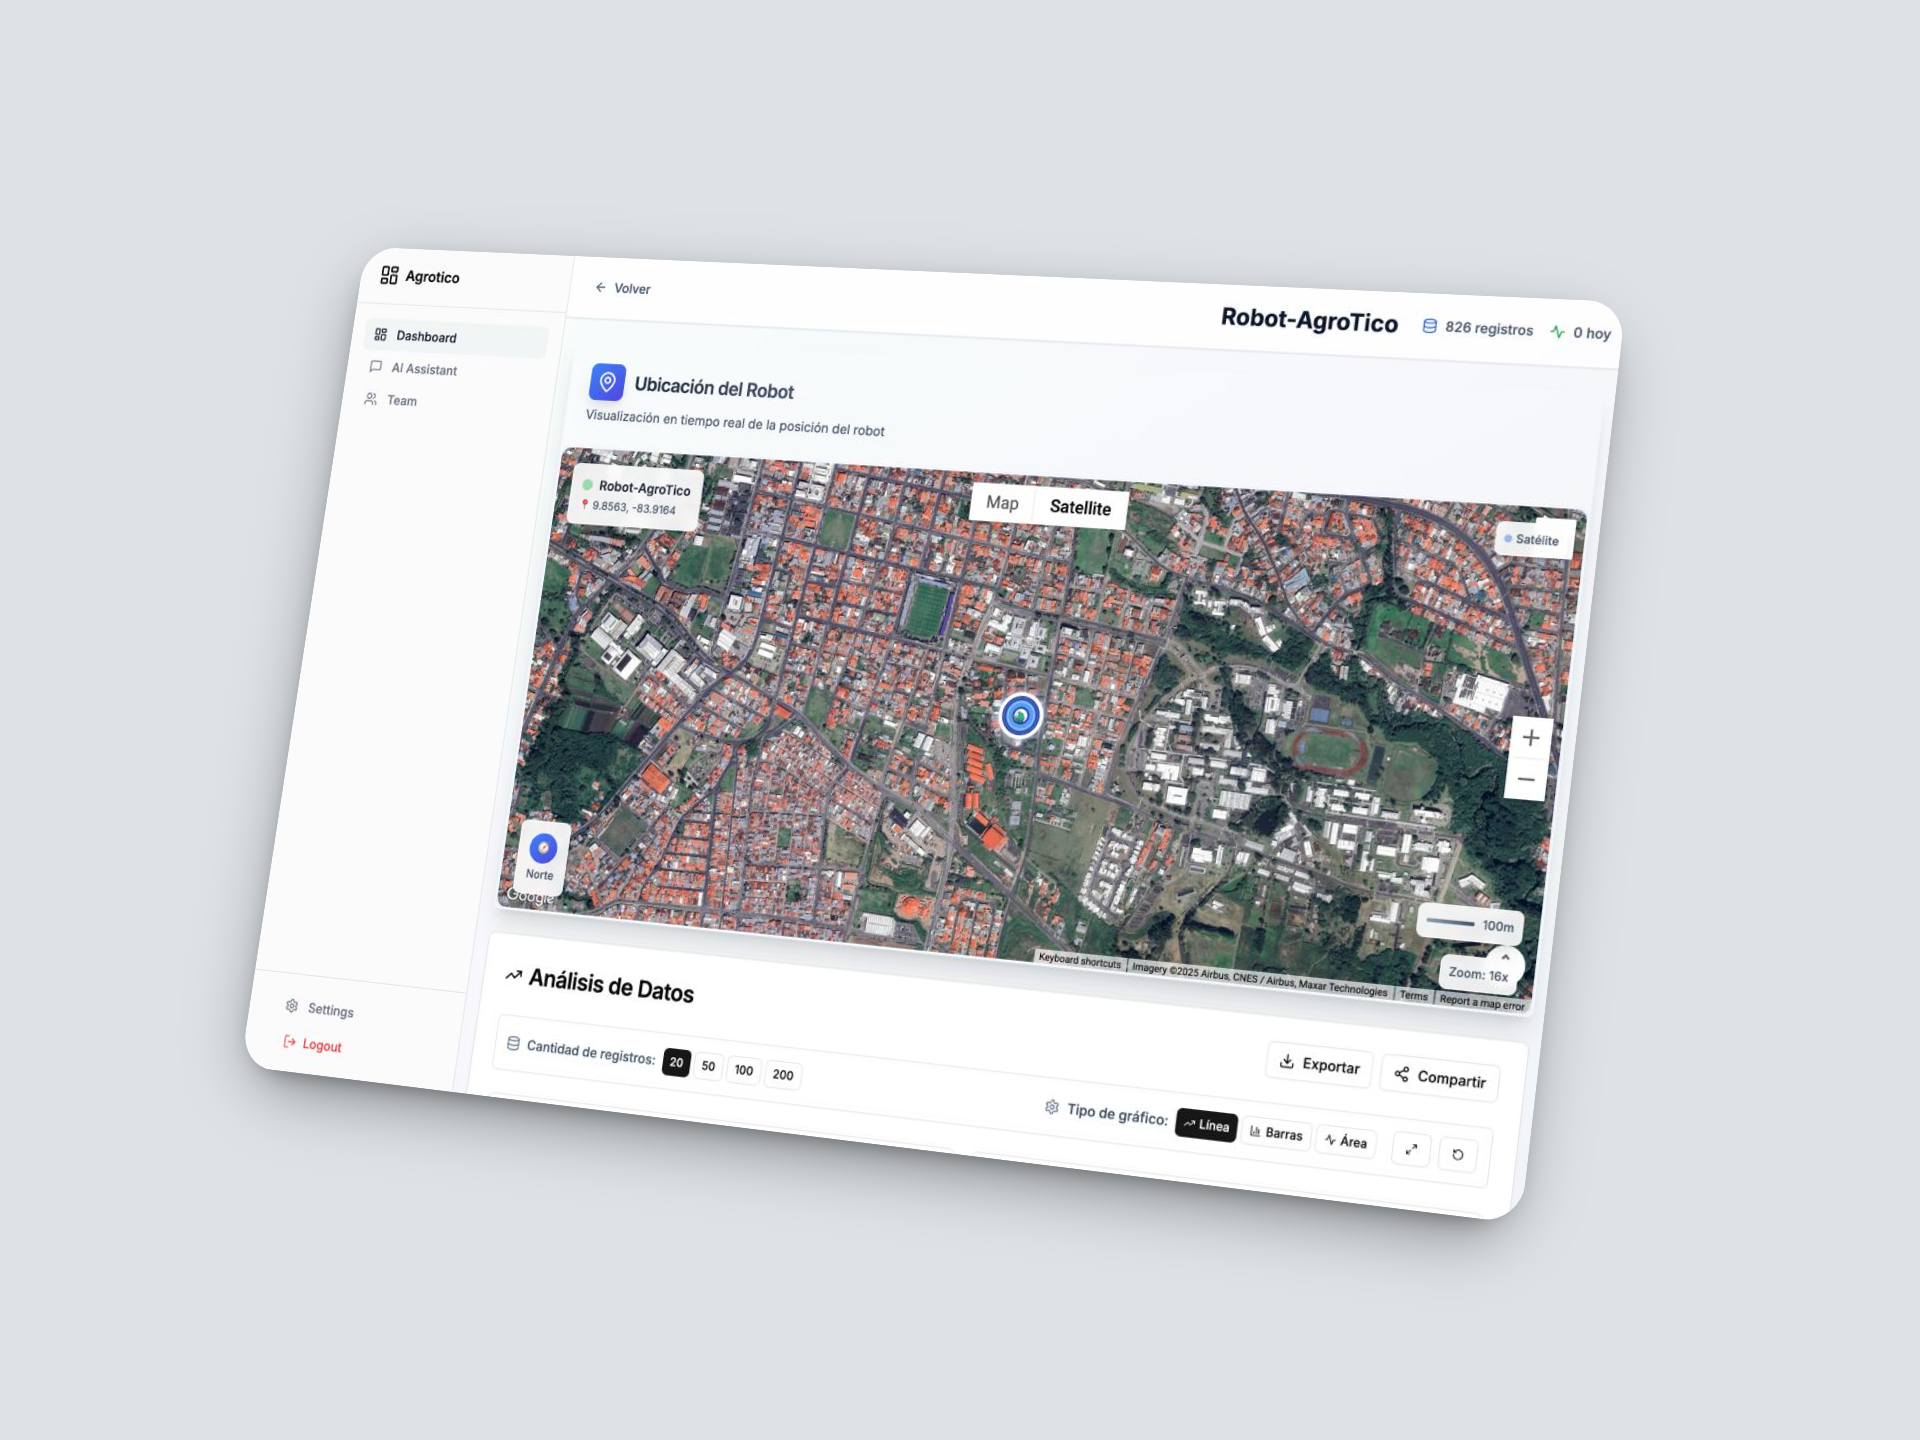 Agrotico
Dashboard
AI Assistant
Team
Settings
Logout
Volver
Robot-AgroTico
826 registros
0 hoy
Ubicación del Robot
Visualización en tiempo real de la posición del robot
Robot-AgroTico
9.8563, -83.9164
Map
Satellite
Satélite
Norte
Google
100m
Zoom: 16x
Keyboard shortcuts
Imagery ©2025 Airbus, CNES / Airbus, Maxar Technologies
Terms
Report a map error
Análisis de Datos
Exportar
Compartir
Cantidad de registros:
20
50
100
200
Tipo de gráfico:
Línea
Barras
Área